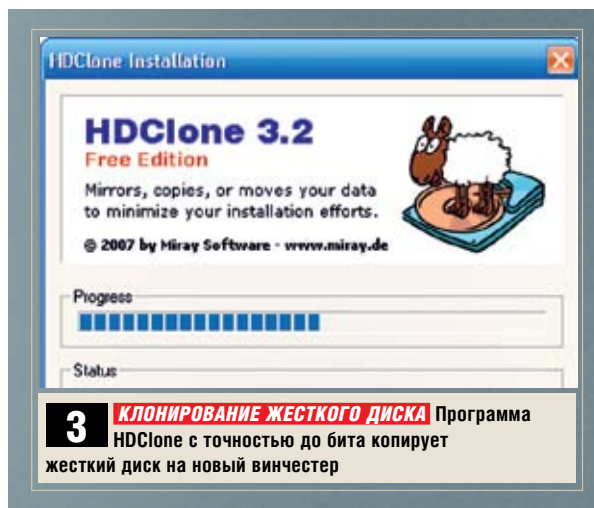 HDClone Installation
HDClone 3.2
Free Edition
Mirrors, copies, or moves your data
to minimize your installation efforts.
© 2007 by Miray Software - www.miray.de
Progress
Status
3 КЛОНИРОВАНИЕ ЖЕСТКОГО ДИСКА Программа
HDClone с точностью до бита копирует
жесткий диск на новый винчестер